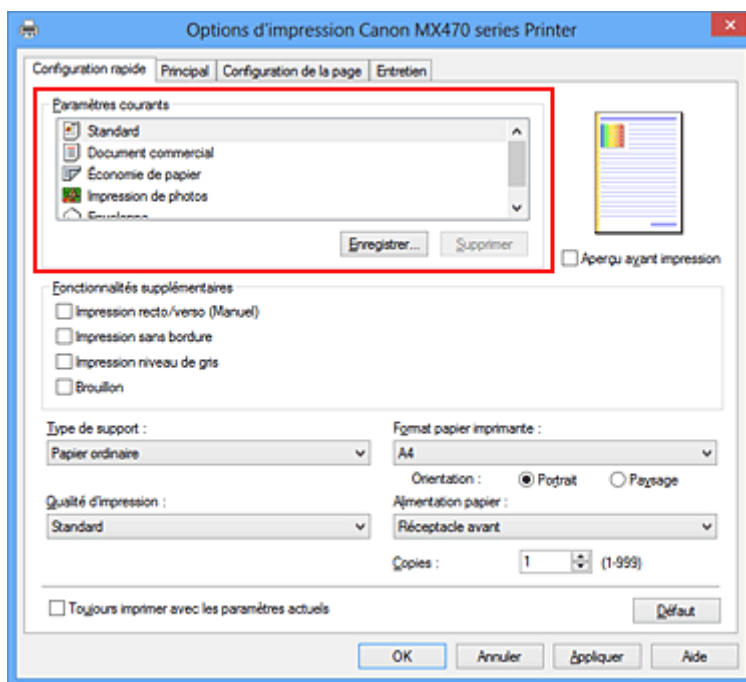 Options d'impression Canon MX470 series Printer
Configuration rapide Principal Configuration de la page Entretien
Paramètres courants
Standard
Document commercial
Économie de papier
Impression de photos
Enregistrer... Supprimer
Aperçu avant impression
Fonctionnalités supplémentaires
Impression recto/verso (Manuel)
Impression sans bordure
Impression niveau de gris
Brouillon
Type de support : Format papier imprimante :
Papier ordinaire A4
Orientation : Portrait Paysage
Qualité d'impression : Alimentation papier :
Standard Réceptacle avant
Copies : 1 (1-999)
Toujours imprimer avec les paramètres actuels Défaut
OK Annuler Appliquer Aide